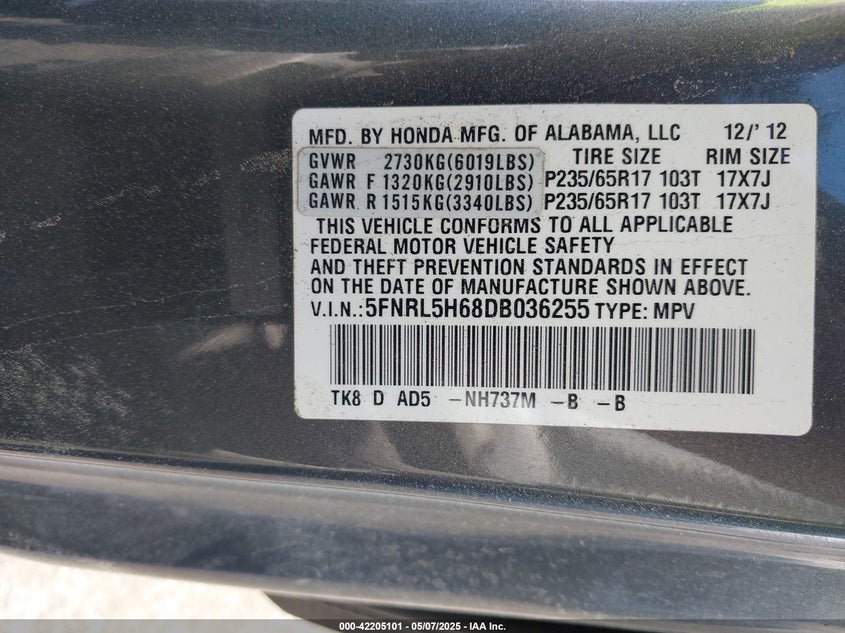 MFD. BY HONDA MFG. OF ALABAMA, LLC 12/'12
GVWR 2730KG(6019LBS) TIRE SIZE RIM SIZE
GAWR F 1320KG(2910LBS) P235/65R17 103T 17X7J
GAWR R 1515KG(3340LBS) P235/65R17 103T 17X7J
THIS VEHICLE CONFORMS TO ALL APPLICABLE
FEDERAL MOTOR VEHICLE SAFETY
AND THEFT PREVENTION STANDARDS IN EFFECT
ON THE DATE OF MANUFACTURE SHOWN ABOVE.
V.I.N.:5FNRL5H68DB036255 TYPE: MPV
TK8 D AD5 -NH737M -B -B
000-42205101 - 05/07/2025 - IAA Inc.